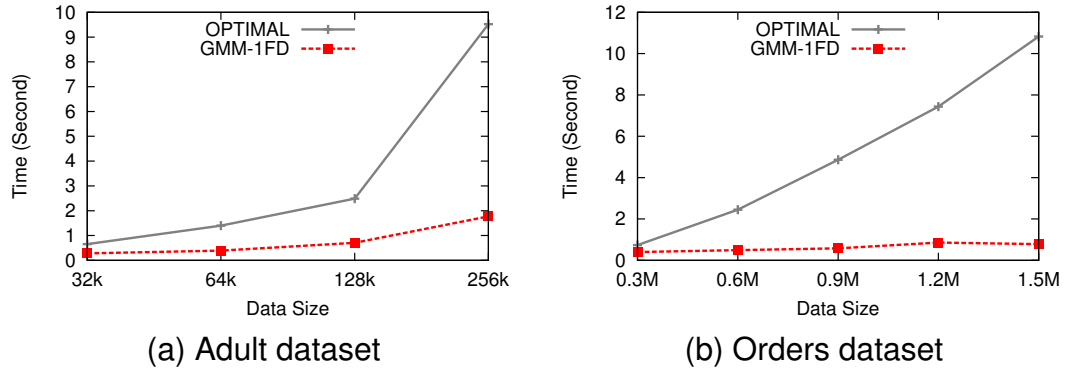 10
9
8
7
6
5
4
3
2
1
0
Time (Second)
OPTIMAL
GMM-1FD
32k 64k 128k 256k
Data Size
(a) Adult dataset
12
10
8
6
4
2
0
Time (Second)
OPTIMAL
GMM-1FD
0.3M 0.6M 0.9M 1.2M 1.5M
Data Size
(b) Orders dataset